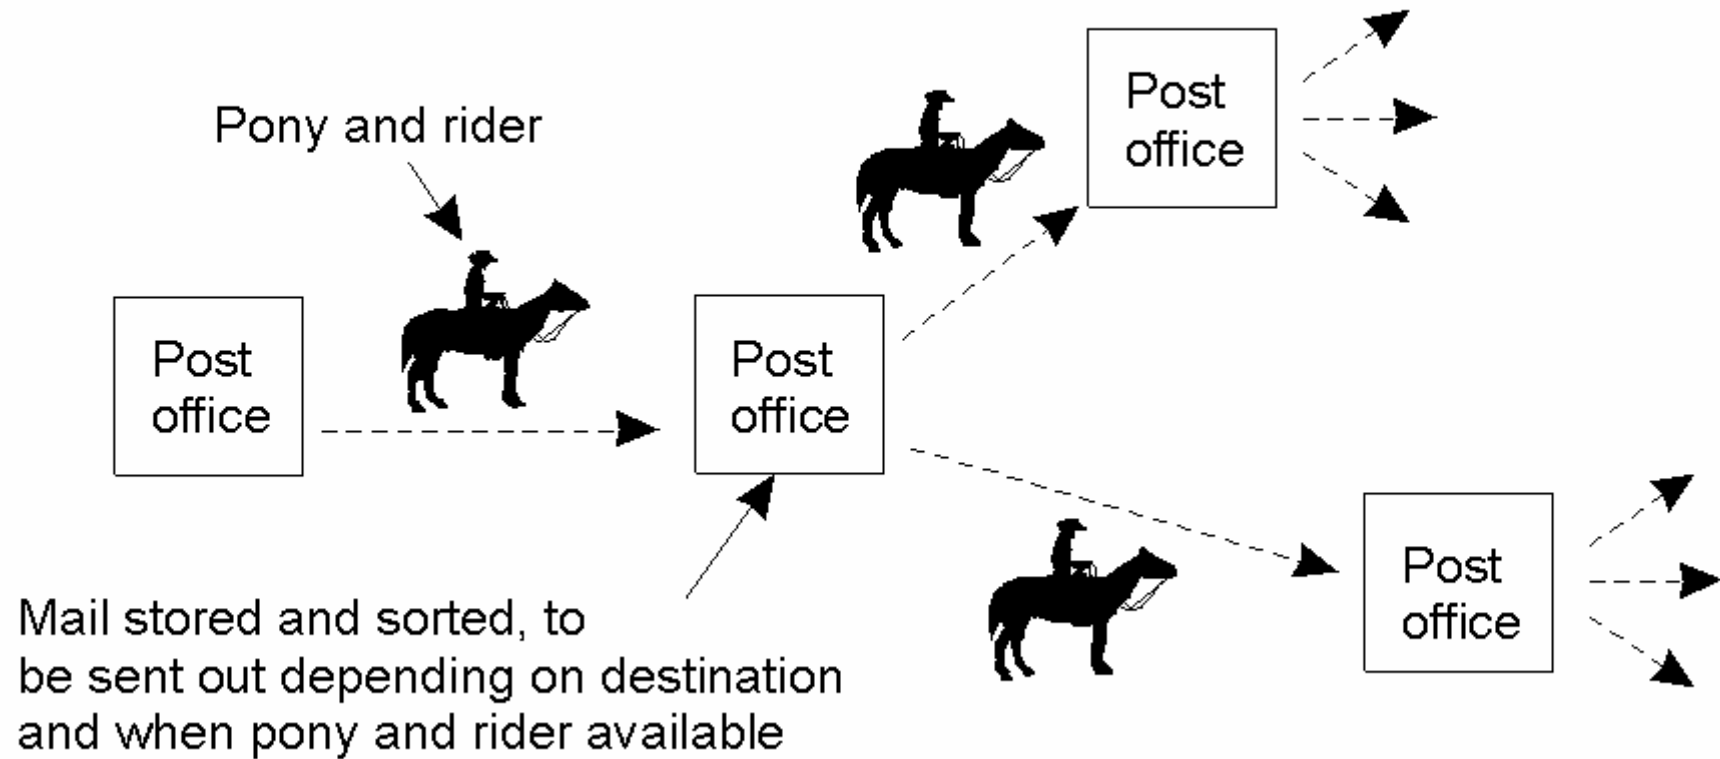 Pony and rider
Post
office
Post
office
Post
office
Post
office
Mail stored and sorted, to
be sent out depending on destination
and when pony and rider available